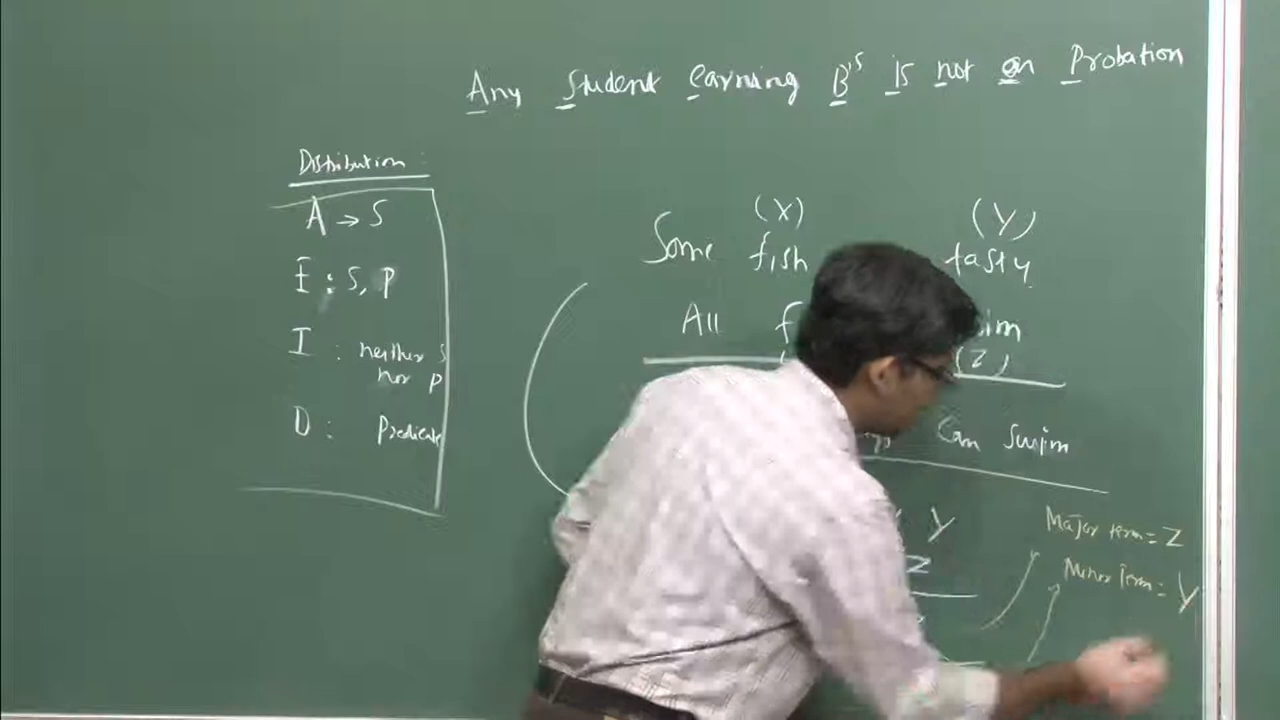 Any Student earning B's is not on Probation
Distribution :
A → S
E : S, P
I : neither S
nor P
O : Predicate
(X) (Y)
Some fish tasty
All
(Z)
Can Swim
Y
Z
Major term = Z
Minor Term = Y